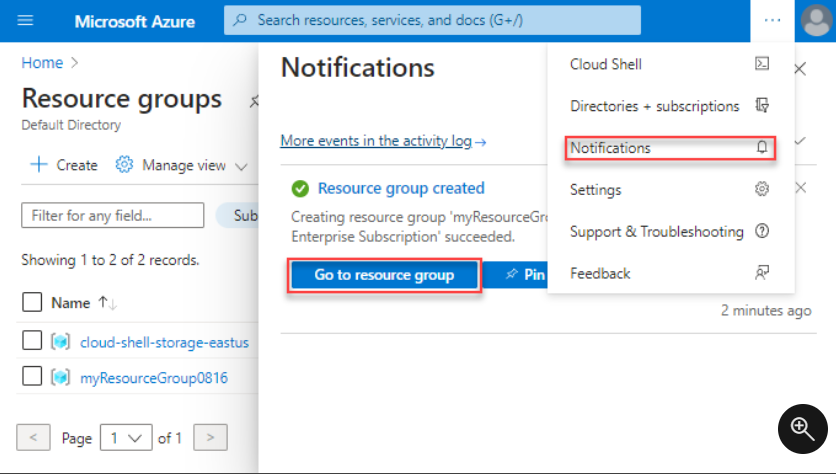 Microsoft Azure
Search resources, services, and docs (G+/)
Home >
Resource groups
Default Directory
Create
Manage view
Filter for any field...
Sub
Showing 1 to 2 of 2 records.
Name ↑↓
cloud-shell-storage-eastus
myResourceGroup0816
< Page 1 of 1 >
Notifications
More events in the activity log →
Resource group created
Creating resource group 'myResourceGro
Enterprise Subscription' succeeded.
Go to resource group
Pin
2 minutes ago
Cloud Shell
Directories + subscriptions
Notifications
Settings
Support & Troubleshooting
Feedback